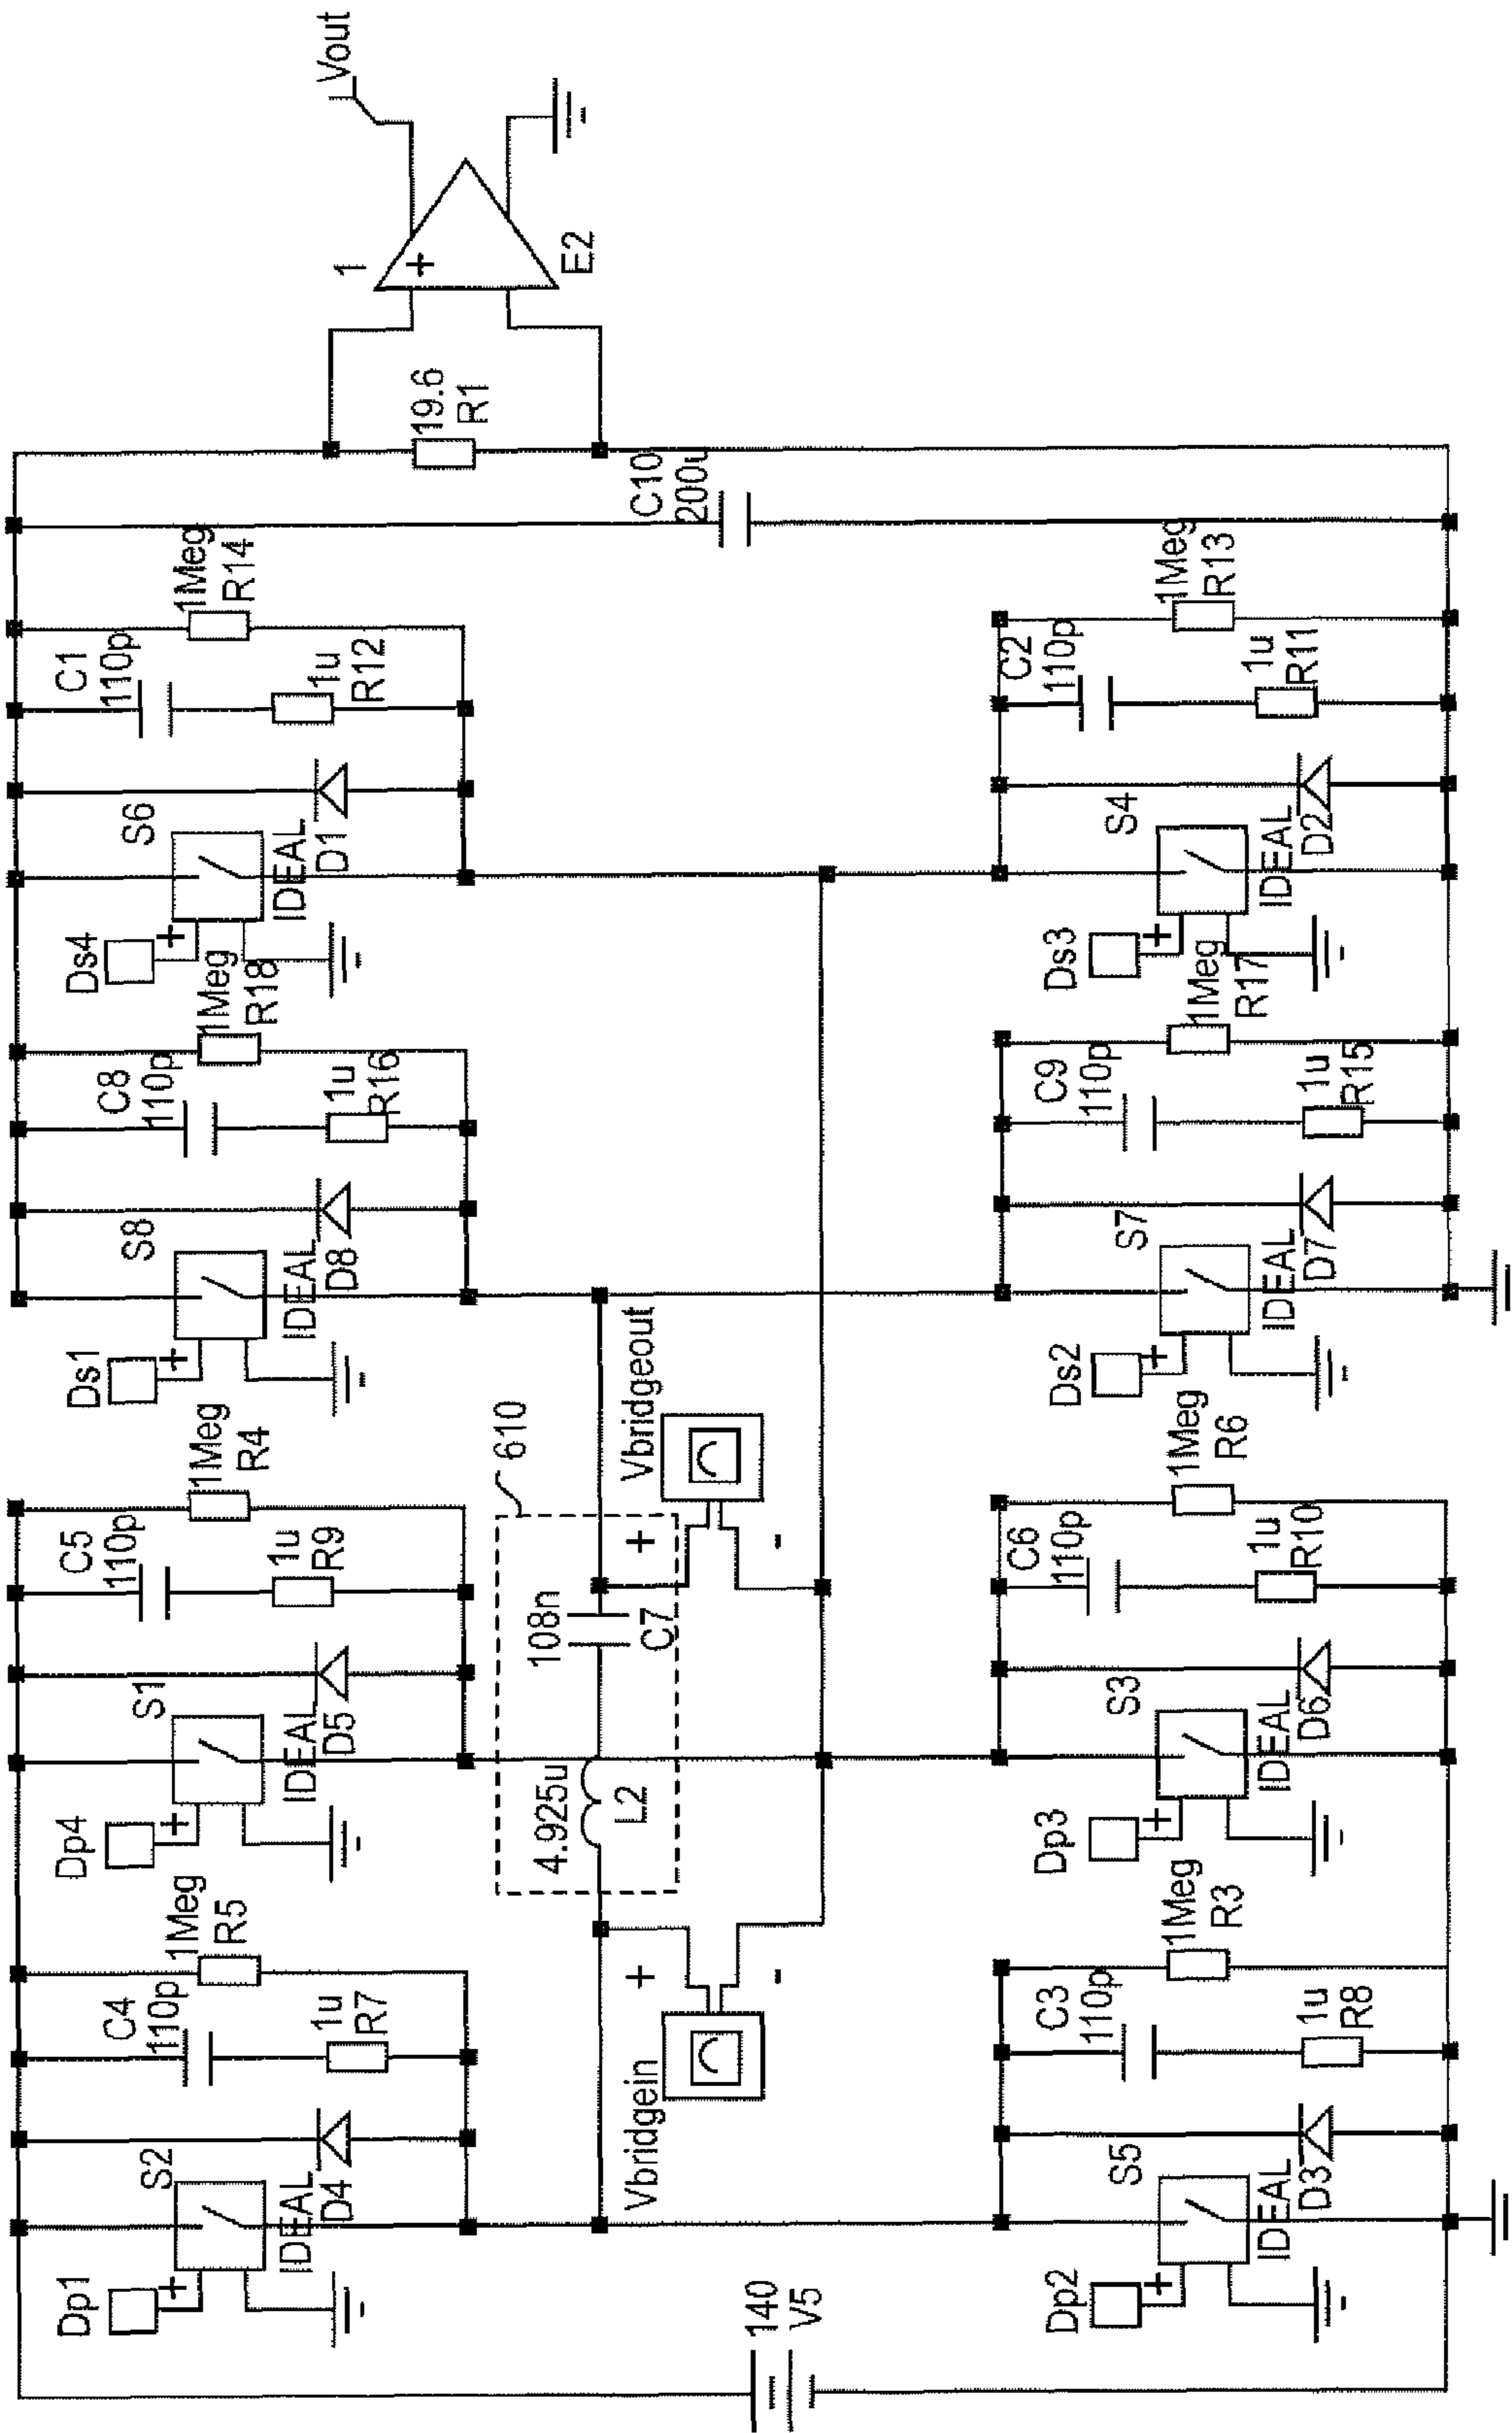 Vout
1
+
E2
19.6
R1
C10
200u
1Meg
R14
C1
110p
1u
R12
S6
IDEAL
D1
Ds4
+
1Meg
R18
C8
110p
1u
R16
S8
IDEAL
D8
Ds1
+
1Meg
R13
C2
110p
1u
R11
S4
IDEAL
D2
Ds3
+
1Meg
R17
C9
110p
1u
R15
S7
IDEAL
D7
Ds2
+
1Meg
R4
C5
110p
1u
R9
S1
IDEAL
D5
Dp4
+
1Meg
R5
C4
110p
1u
R7
S2
IDEAL
D4
Dp1
+
610
Vbridgeout
+
-
108n
C7
4.925u
L2
Vbridgein
+
-
1Meg
R6
C6
110p
1u
R10
S3
IDEAL
D6
Dp3
+
1Meg
R3
C3
110p
1u
R8
S5
IDEAL
D3
Dp2
+
140
V5